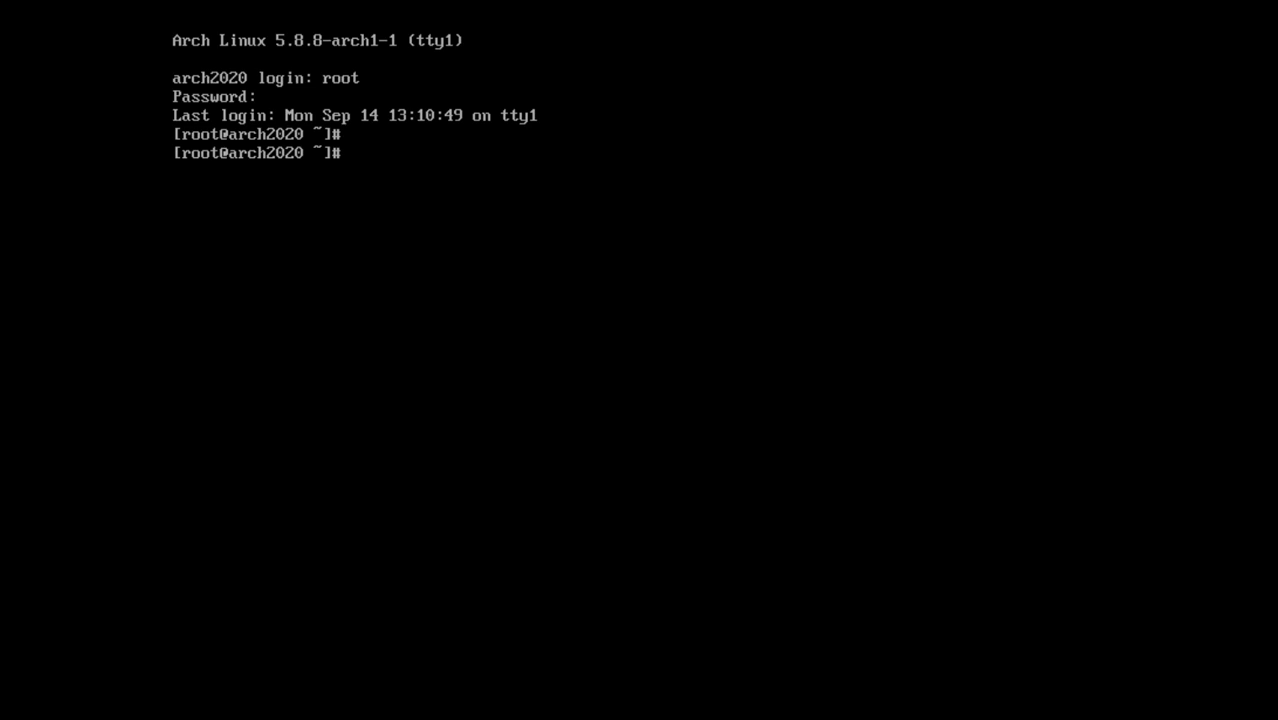 Arch Linux 5.8.8-arch1-1 (tty1)
arch2020 login: root
Password:
Last login: Mon Sep 14 13:10:49 on tty1
[root@arch2020 ~]#
[root@arch2020 ~]#